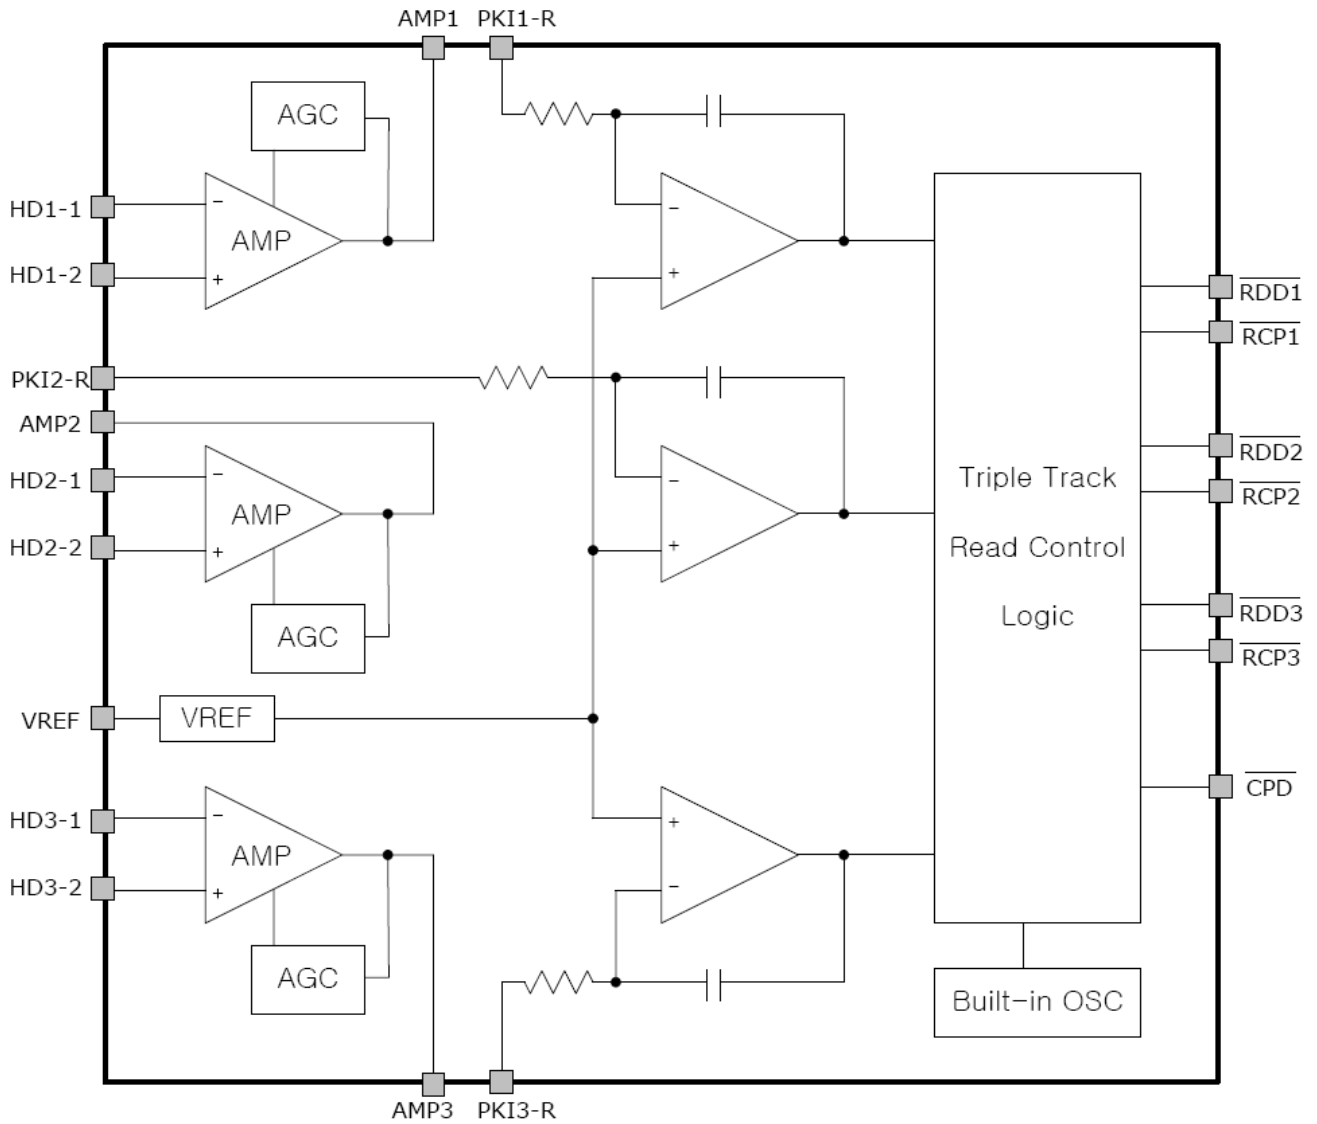 AMP1 PKI1-R
AGC
HD1-1
−
AMP
HD1-2
+
−
+
RDD1
RCP1
PKI2-R
AMP2
HD2-1
−
AMP
HD2-2
+
AGC
−
+
Triple Track
Read Control
Logic
RDD2
RCP2
RDD3
RCP3
VREF
VREF
HD3-1
−
AMP
HD3-2
+
AGC
+
−
CPD
Built-in OSC
AMP3 PKI3-R